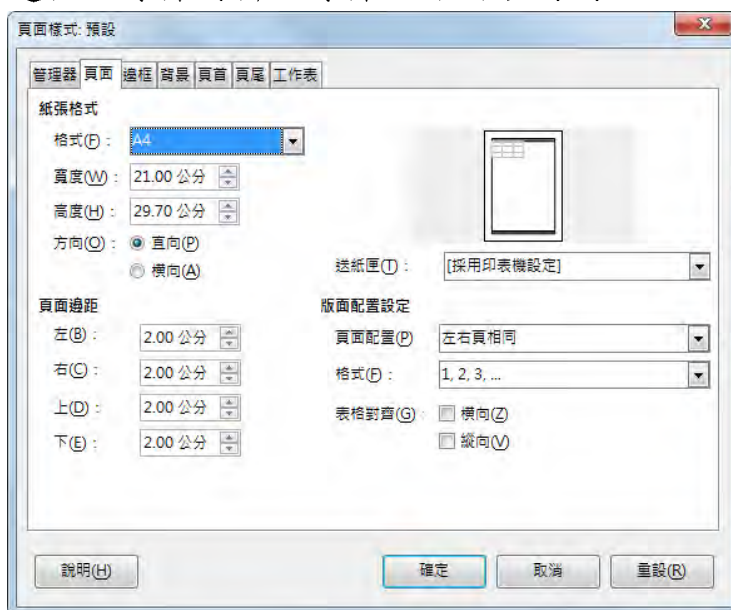 頁面樣式: 預設
管理器 頁面 邊框 背景 頁首 頁尾 工作表
紙張格式
格式(F)： A4
寬度(W)： 21.00 公分
高度(H)： 29.70 公分
方向(O)： 直向(P)
橫向(A)
送紙匣(T)： [採用印表機設定]
頁面邊距
左(B)： 2.00 公分
右(C)： 2.00 公分
上(D)： 2.00 公分
下(E)： 2.00 公分
版面配置設定
頁面配置(P) 左右頁相同
格式(F)： 1, 2, 3, ...
表格對齊(G)： 橫向(Z)
縱向(V)
說明(H) 確定 取消 重設(R)